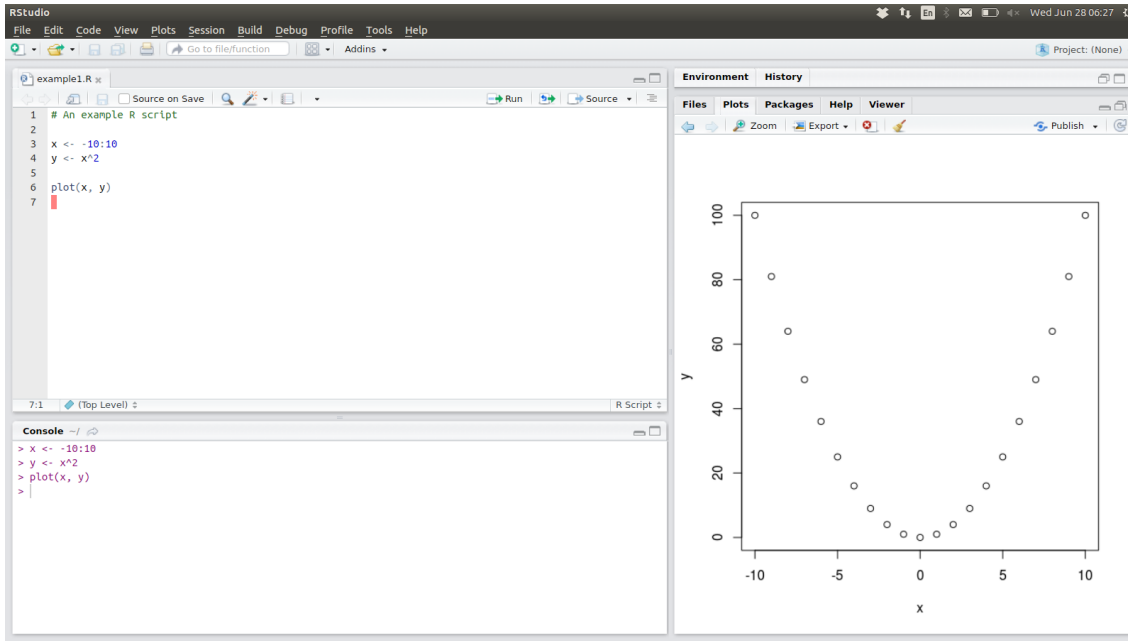 RStudio
En Wed Jun 28 06:27
File Edit Code View Plots Session Build Debug Profile Tools Help
Go to file/function Addins Project: (None)
example1.R
Source on Save Run Source
1 # An example R script
2
3 x <- -10:10
4 y <- x^2
5
6 plot(x, y)
7
7:1 (Top Level) R Script
Console ~/
> x <- -10:10
> y <- x^2
> plot(x, y)
>
Environment History
Files Plots Packages Help Viewer
Zoom Export Publish
100
80
60
y
40
20
0
-10 -5 0 5 10
x